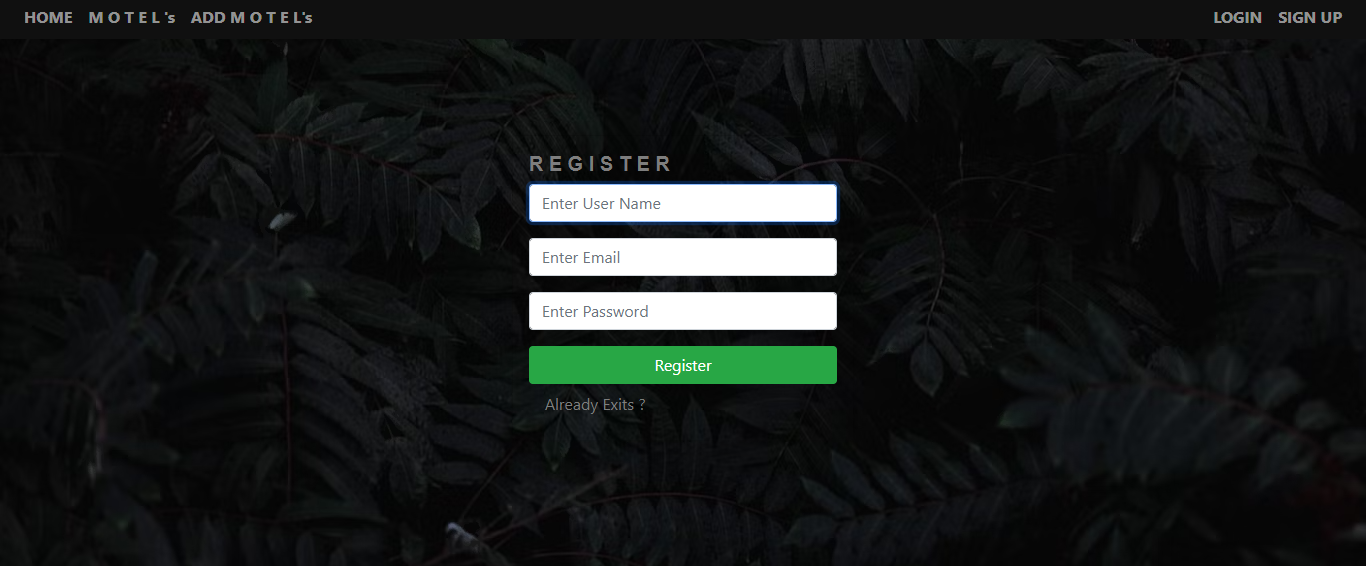 HOME M O T E L 's ADD M O T E L's LOGIN SIGN UP
R E G I S T E R
Enter User Name
Enter Email
Enter Password
Register
Already Exits ?